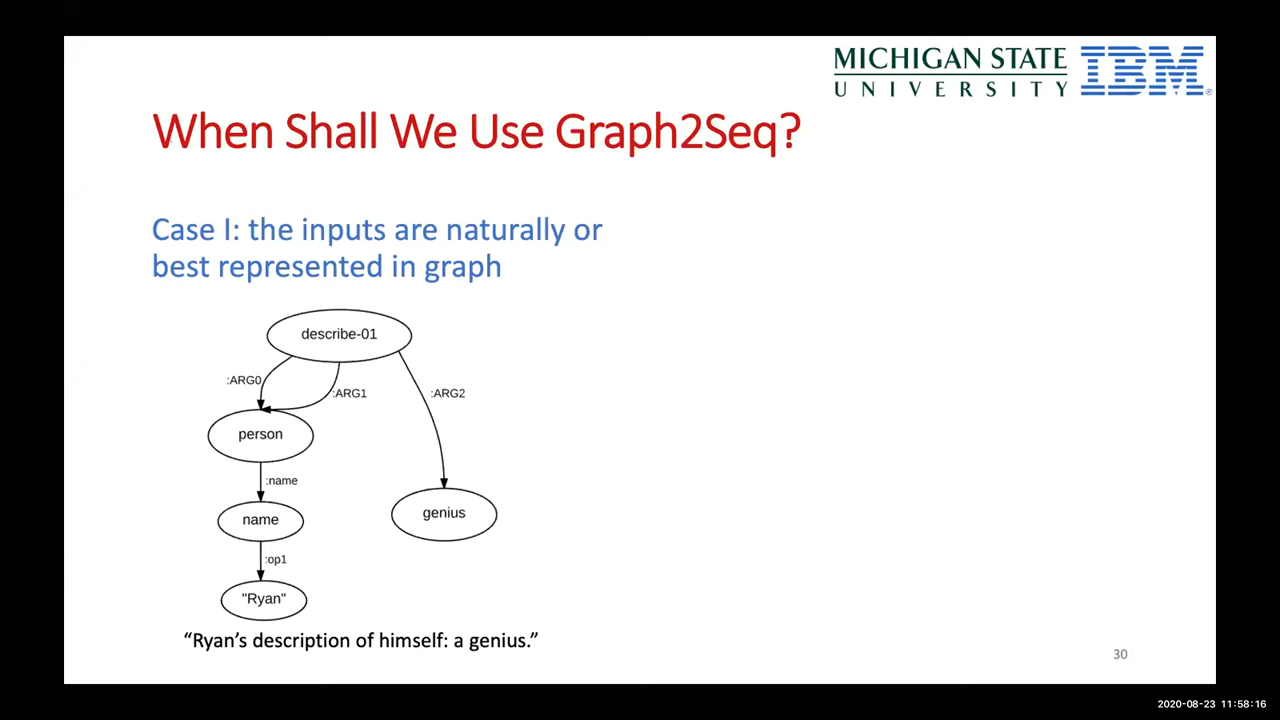 MICHIGAN STATE
UNIVERSITY
IBM®
When Shall We Use Graph2Seq?
Case I: the inputs are naturally or
best represented in graph
describe-01
:ARG0
:ARG1
:ARG2
person
:name
name
genius
:op1
"Ryan"
“Ryan’s description of himself: a genius.”
30
2020-08-23 11:58:16